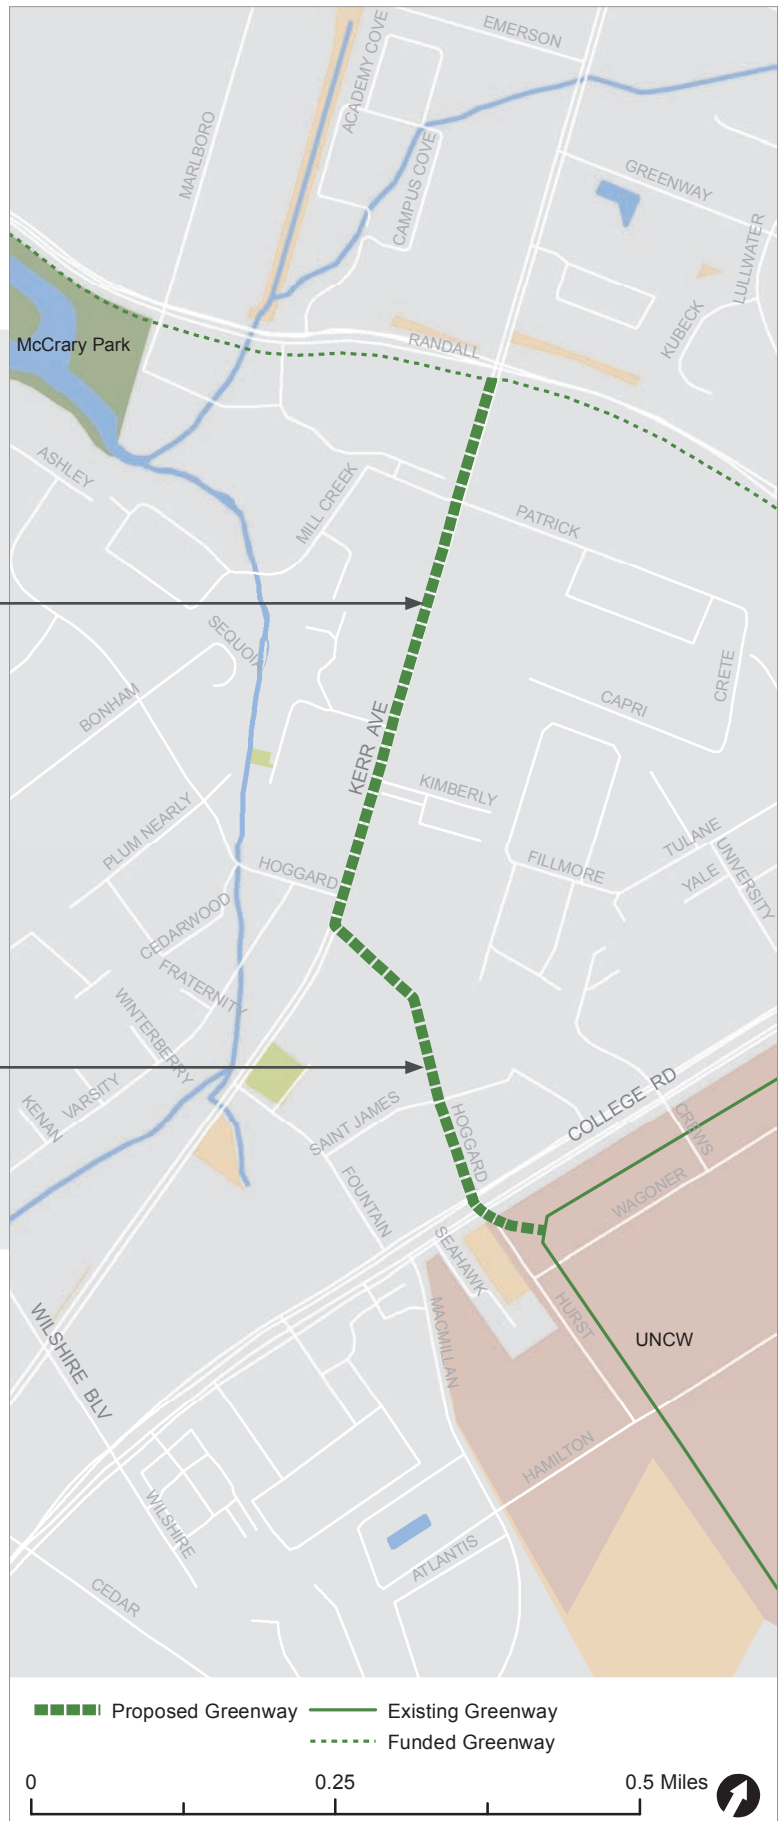 EMERSON
ACADEMY COVE
MARLBORO
CAMPUS COVE
GREENWAY
LULLWATER
KUBECK
McCrary Park
RANDALL
ASHLEY
MILL CREEK
PATRICK
SEQUOIA
CRETE
BONHAM
CAPRI
KERR AVE
KIMBERLY
PLUM NEARLY
TULANE
HOGGARD
FILLMORE
YALE
UNIVERSITY
CEDARWOOD
FRATERNITY
WINTERBERRY
VARSITY
KENAN
SAINT JAMES
HOGGARD
COLLEGE RD
CREWS
FOUNTAIN
WAGONER
SEAHAWK
HURST
MACMILLAN
UNCW
WILSHIRE BLV
HAMILTON
WILSHIRE
ATLANTIS
CEDAR
Proposed Greenway
Existing Greenway
Funded Greenway
0 0.25 0.5 Miles